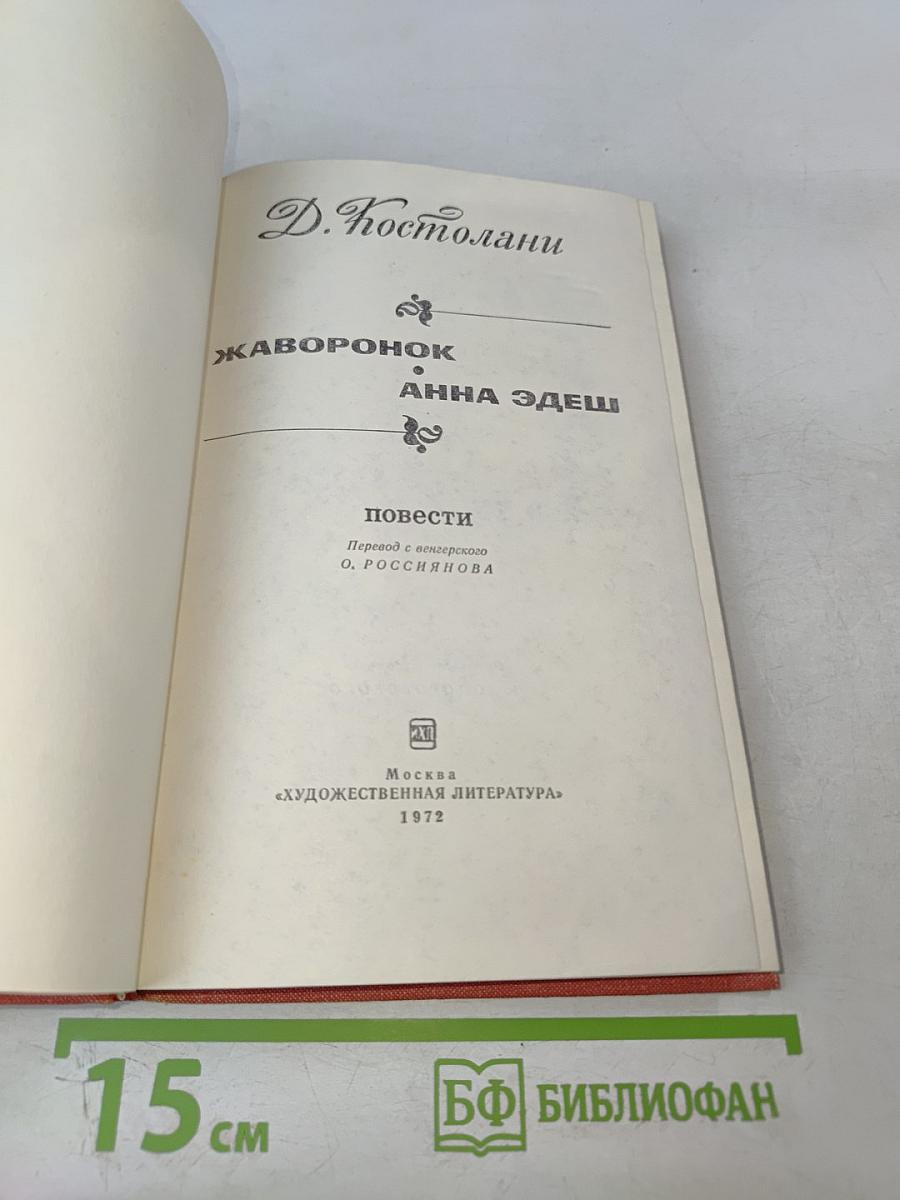 Д. Костолани
ЖАВОРОНОК
•
АННА ЭДЕШ
повести
Перевод с венгерского
О. РОССИЯНОВА
Москва
«ХУДОЖЕСТВЕННАЯ ЛИТЕРАТУРА»
1972
15 см
БФ БИБЛИОФАН